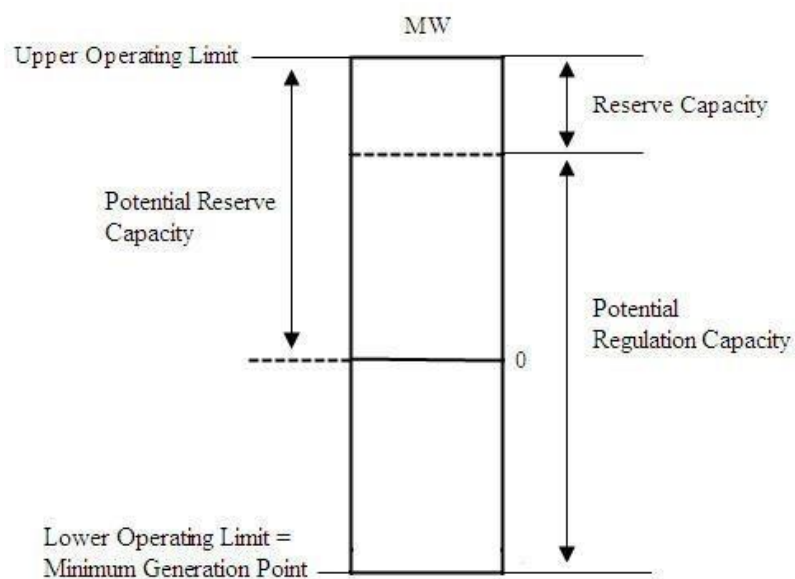 MW
Upper Operating Limit
Reserve Capacity
Potential Reserve
Capacity
Potential
Regulation Capacity
0
Lower Operating Limit =
Minimum Generation Point